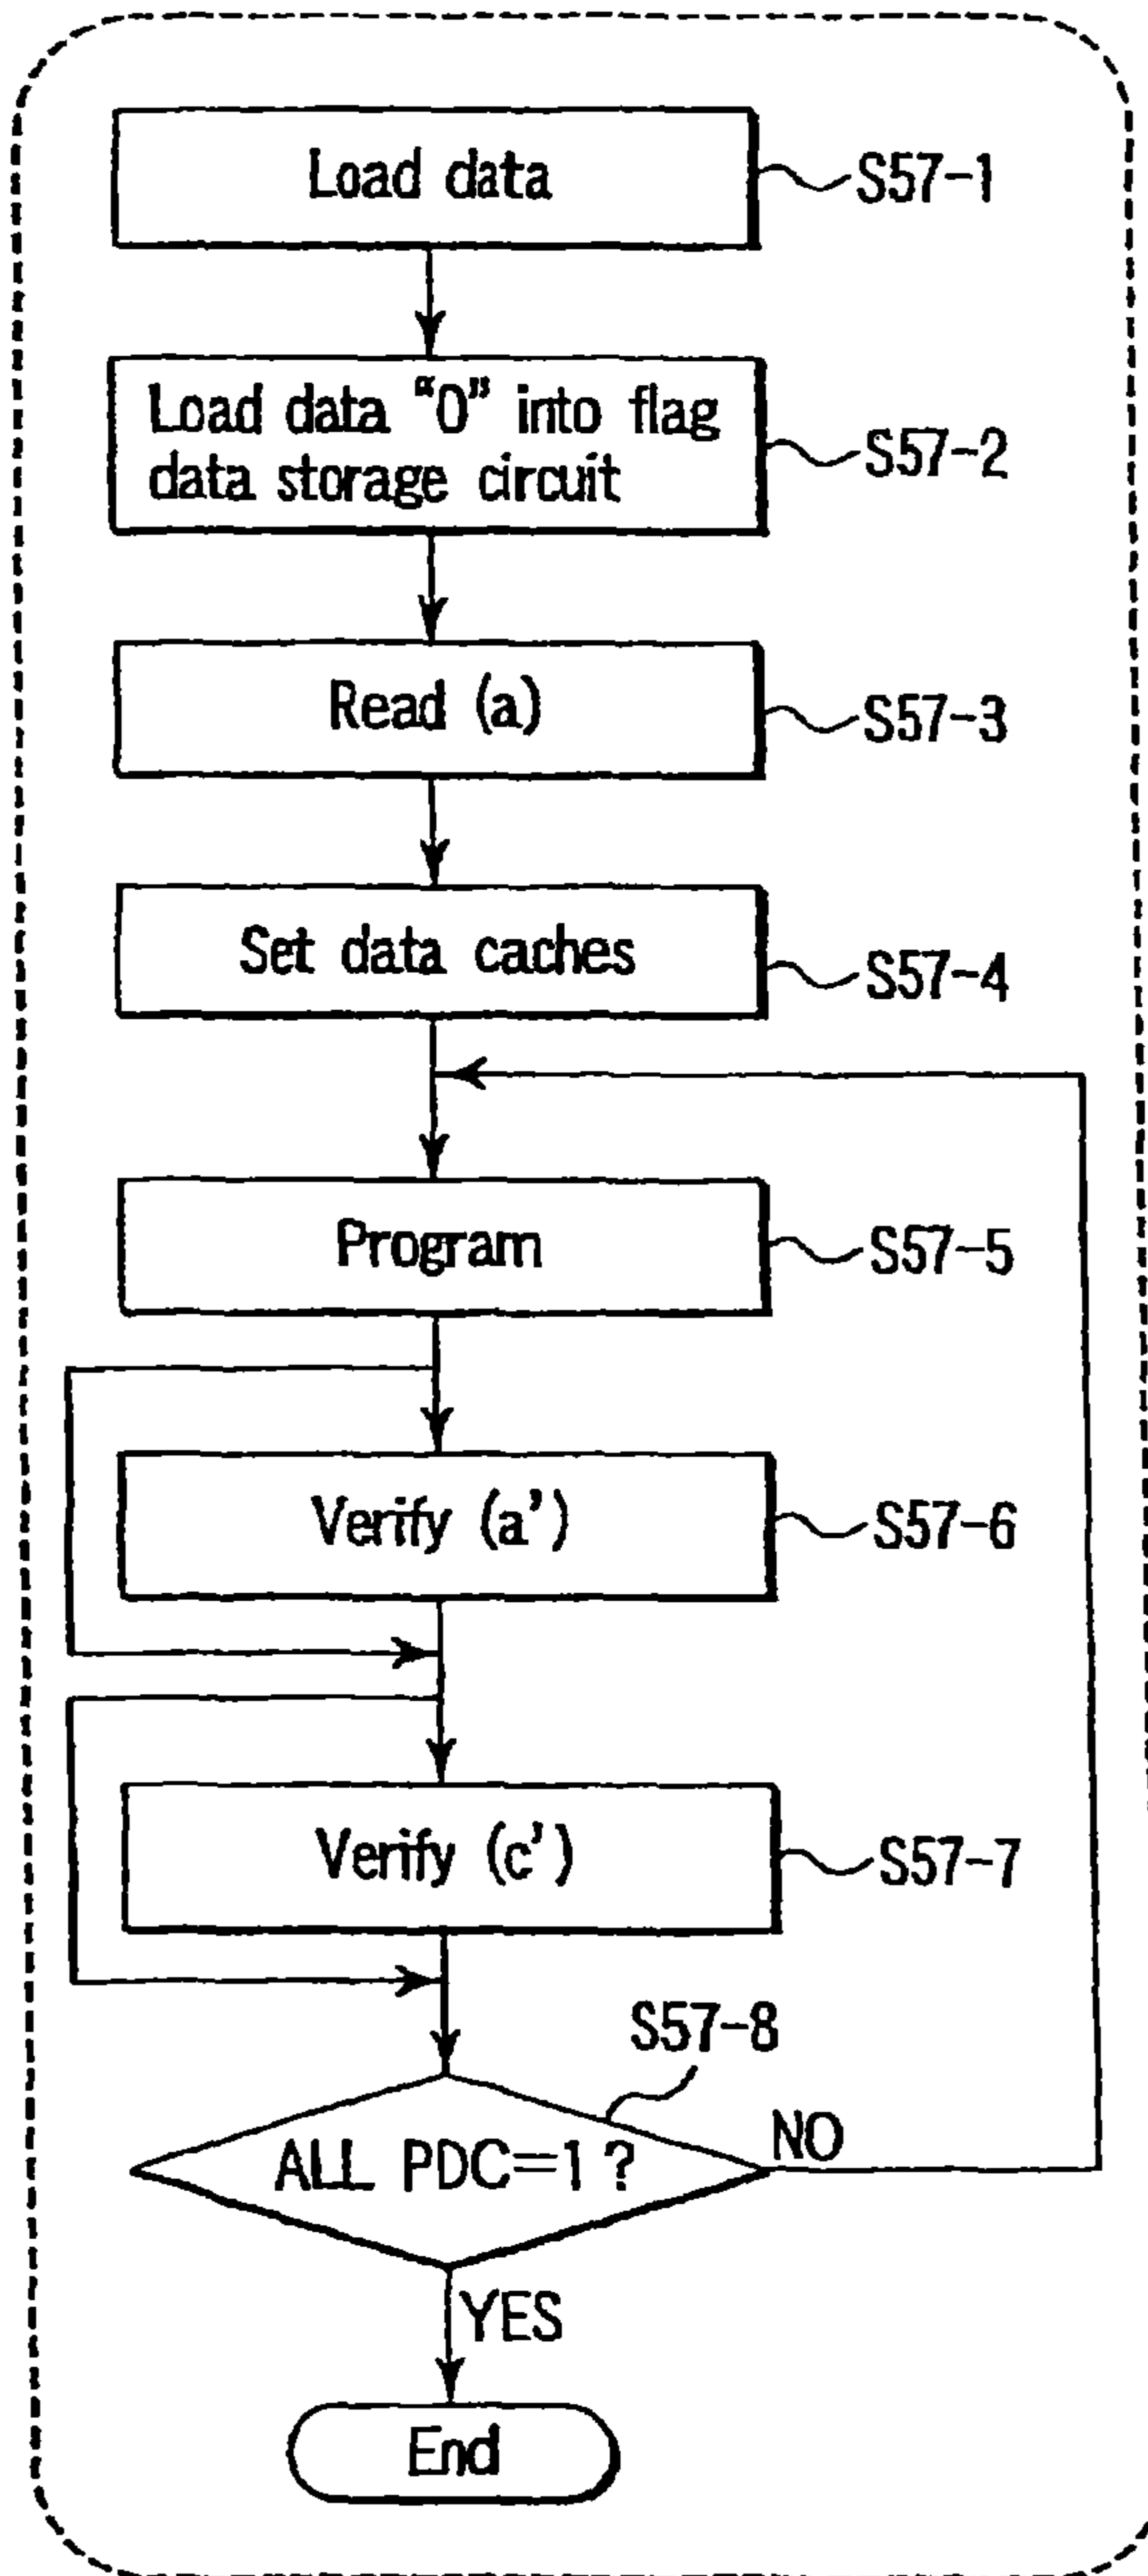 Load data
S57-1
Load data “0” into flag
data storage circuit
S57-2
Read (a)
S57-3
Set data caches
S57-4
Program
S57-5
Verify (a’)
S57-6
Verify (c’)
S57-7
S57-8
ALL PDC=1 ?
NO
YES
End